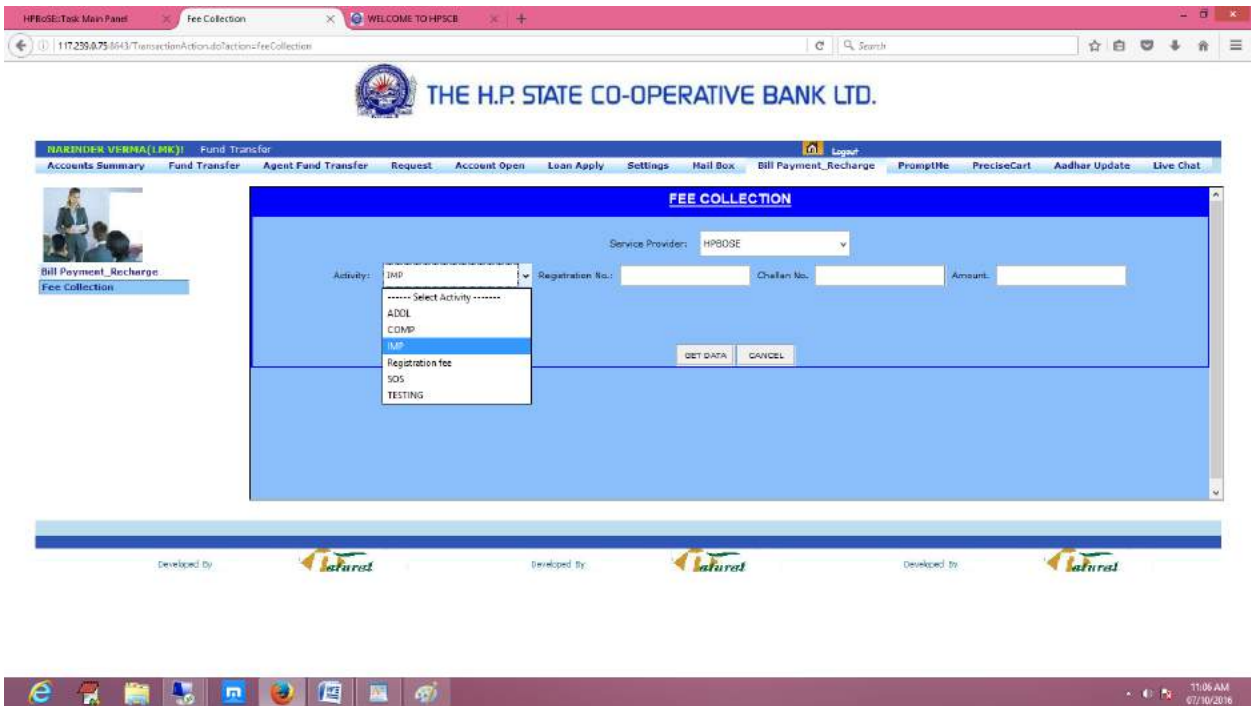 HPBoSE::Task Main Panel Fee Collection WELCOME TO HPSCB
117.239.0.75:8643/TransactionAction.do?action=feeCollection Search
THE H.P. STATE CO-OPERATIVE BANK LTD.
NARINDER VERMA(LMK)! Fund Transfer Logout
Accounts Summary Fund Transfer Agent Fund Transfer Request Account Open Loan Apply Settings Mail Box Bill Payment_Recharge PromptMe PreciseCart Aadhar Update Live Chat
FEE COLLECTION
Service Provider: HPBOSE
Bill Payment_Recharge
Fee Collection
Activity: IMP Registration No.: Challan No. Amount.
------ Select Activity -------
ADDL
COMP
IMP
Registration fee
SOS
TESTING
GET DATA CANCEL
Developed By Developed By Developed By
11:06 AM
07/10/2016